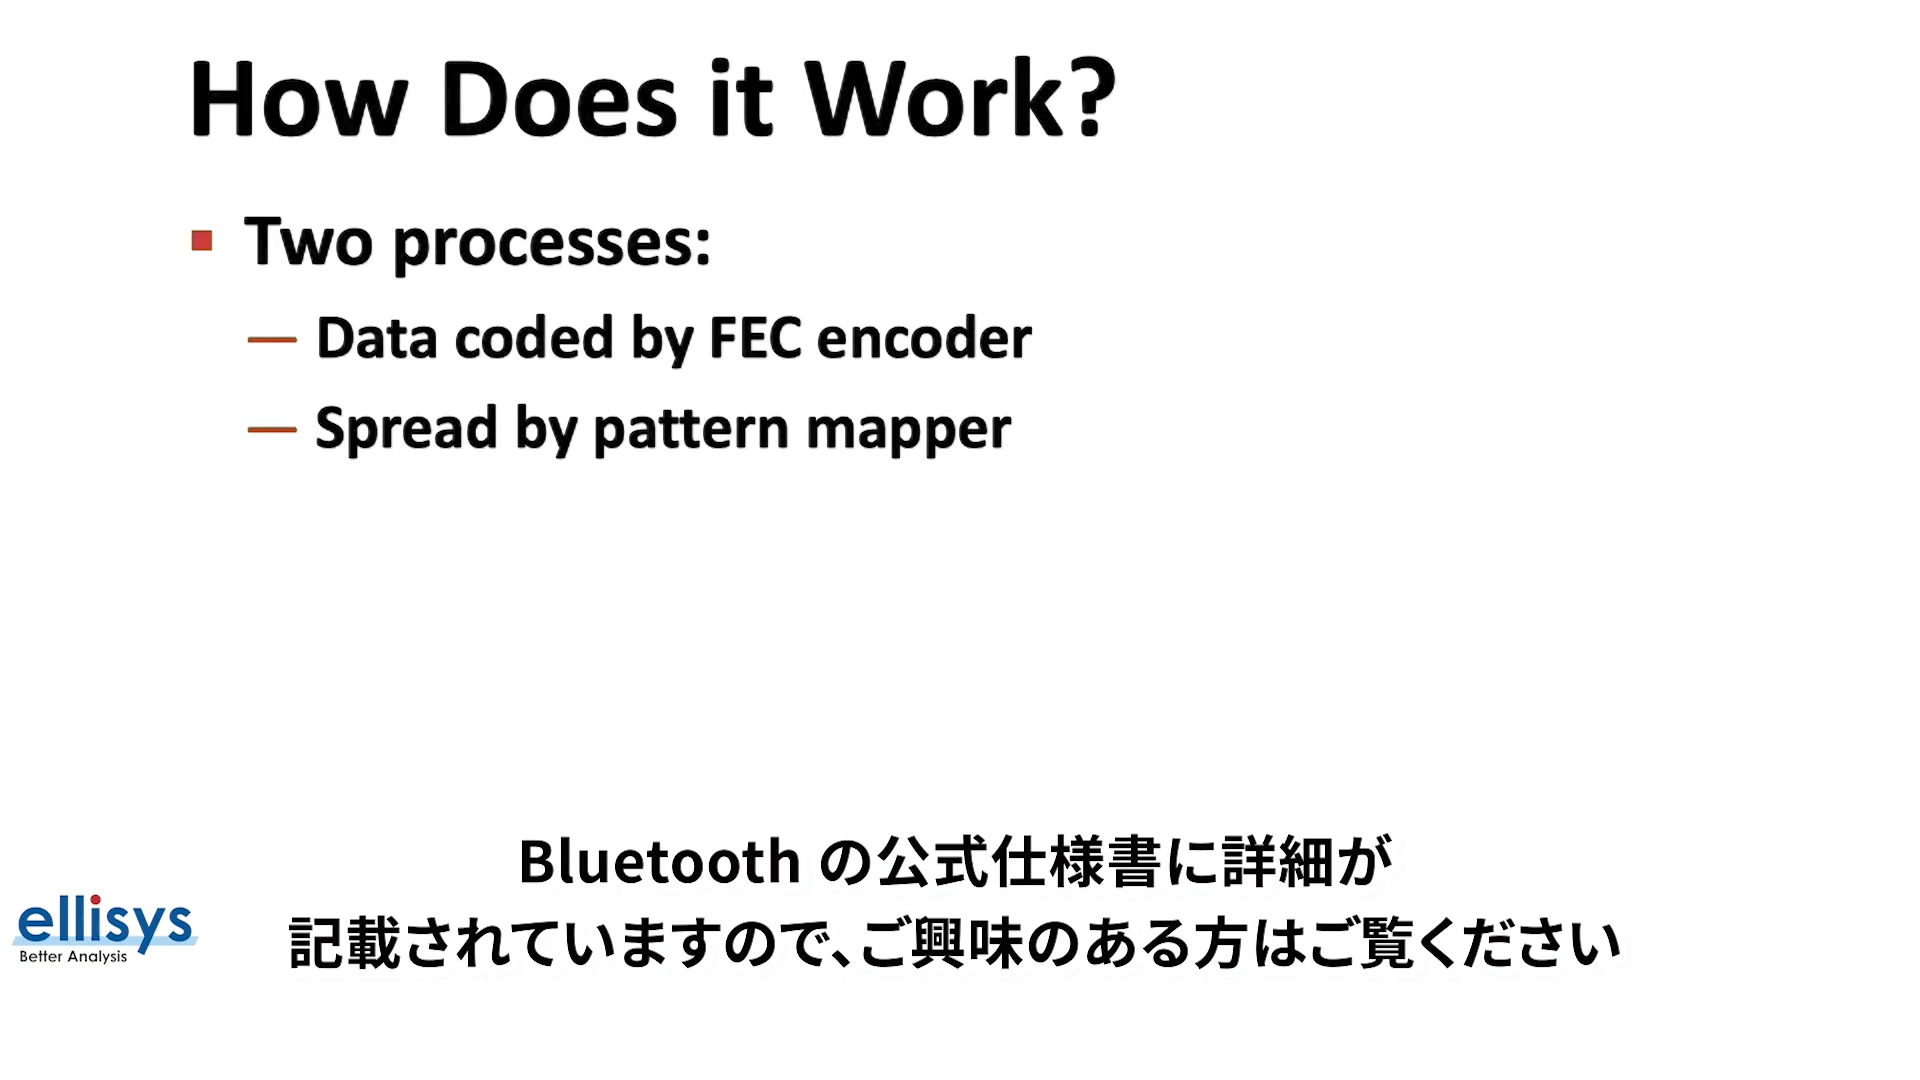 How Does it Work?
Two processes:
— Data coded by FEC encoder
— Spread by pattern mapper
Bluetooth の公式仕様書に詳細が
記載されていますので、ご興味のある方はご覧ください
ellisys
Better Analysis